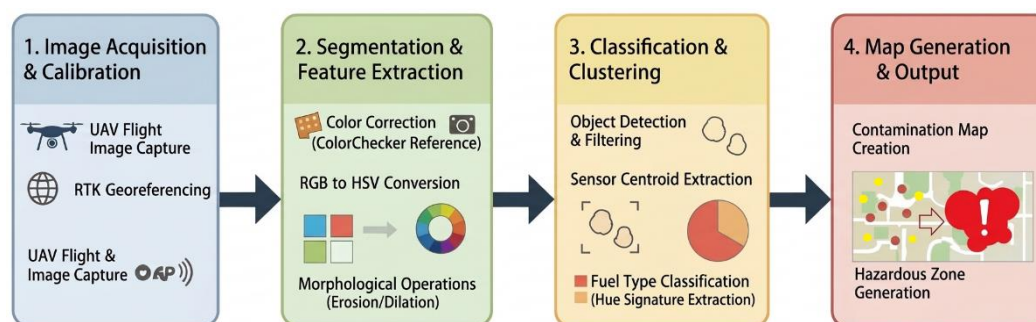 1. Image Acquisition
& Calibration
UAV Flight
Image Capture
RTK Georeferencing
UAV Flight &
Image Capture
2. Segmentation &
Feature Extraction
Color Correction
(ColorChecker Reference)
RGB to HSV Conversion
Morphological Operations
(Erosion/Dilation)
3. Classification &
Clustering
Object Detection
& Filtering
Sensor Centroid Extraction
Fuel Type Classification
(Hue Signature Extraction)
4. Map Generation
& Output
Contamination Map
Creation
!
Hazardous Zone
Generation